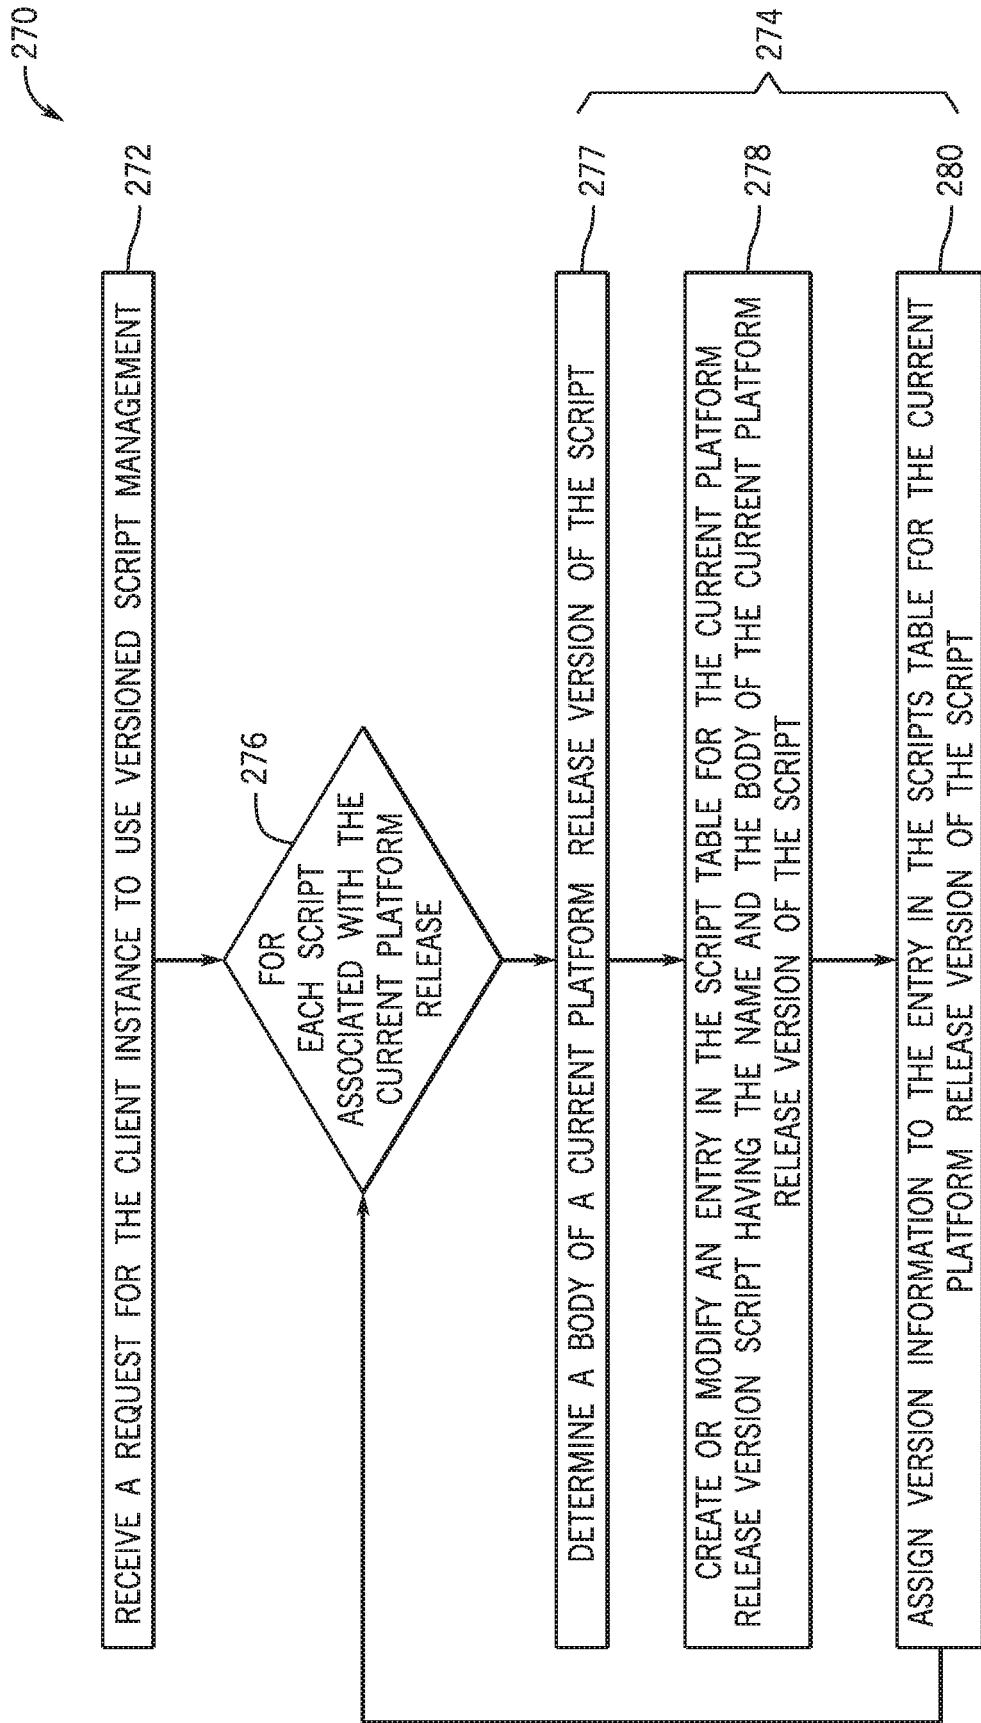 270
RECEIVE A REQUEST FOR THE CLIENT INSTANCE TO USE VERSIONED SCRIPT MANAGEMENT
272
FOR
EACH SCRIPT
ASSOCIATED WITH THE
CURRENT PLATFORM
RELEASE
276
DETERMINE A BODY OF A CURRENT PLATFORM RELEASE VERSION OF THE SCRIPT
277
CREATE OR MODIFY AN ENTRY IN THE SCRIPT TABLE FOR THE CURRENT PLATFORM
RELEASE VERSION SCRIPT HAVING THE NAME AND THE BODY OF THE CURRENT PLATFORM
RELEASE VERSION OF THE SCRIPT
278
274
ASSIGN VERSION INFORMATION TO THE ENTRY IN THE SCRIPTS TABLE FOR THE CURRENT
PLATFORM RELEASE VERSION OF THE SCRIPT
280